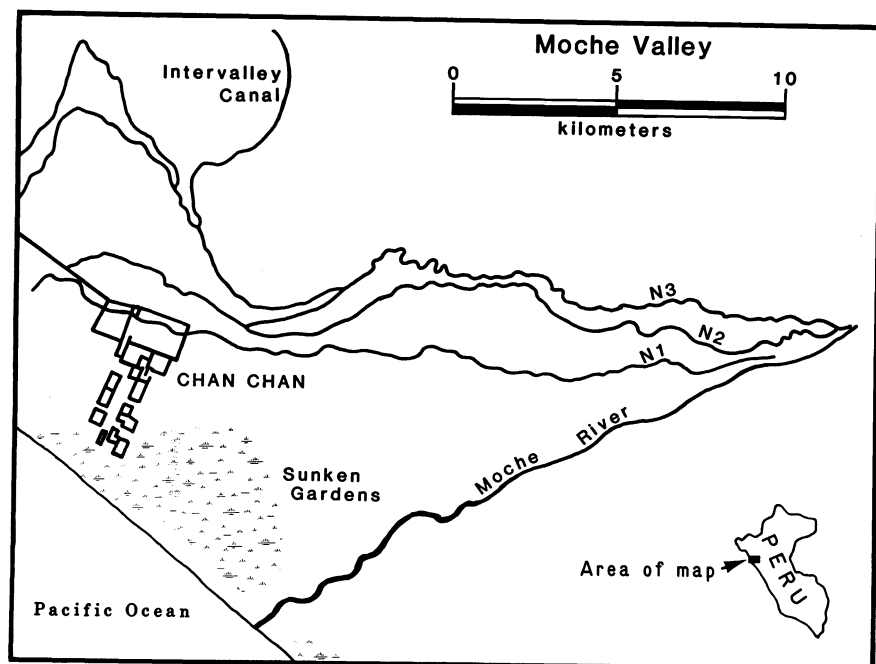 Moche Valley
0 5 10
kilometers
Intervalley
Canal
N3
N2
N1
CHAN CHAN
Moche River
Sunken
Gardens
Area of map
PERU
Pacific Ocean